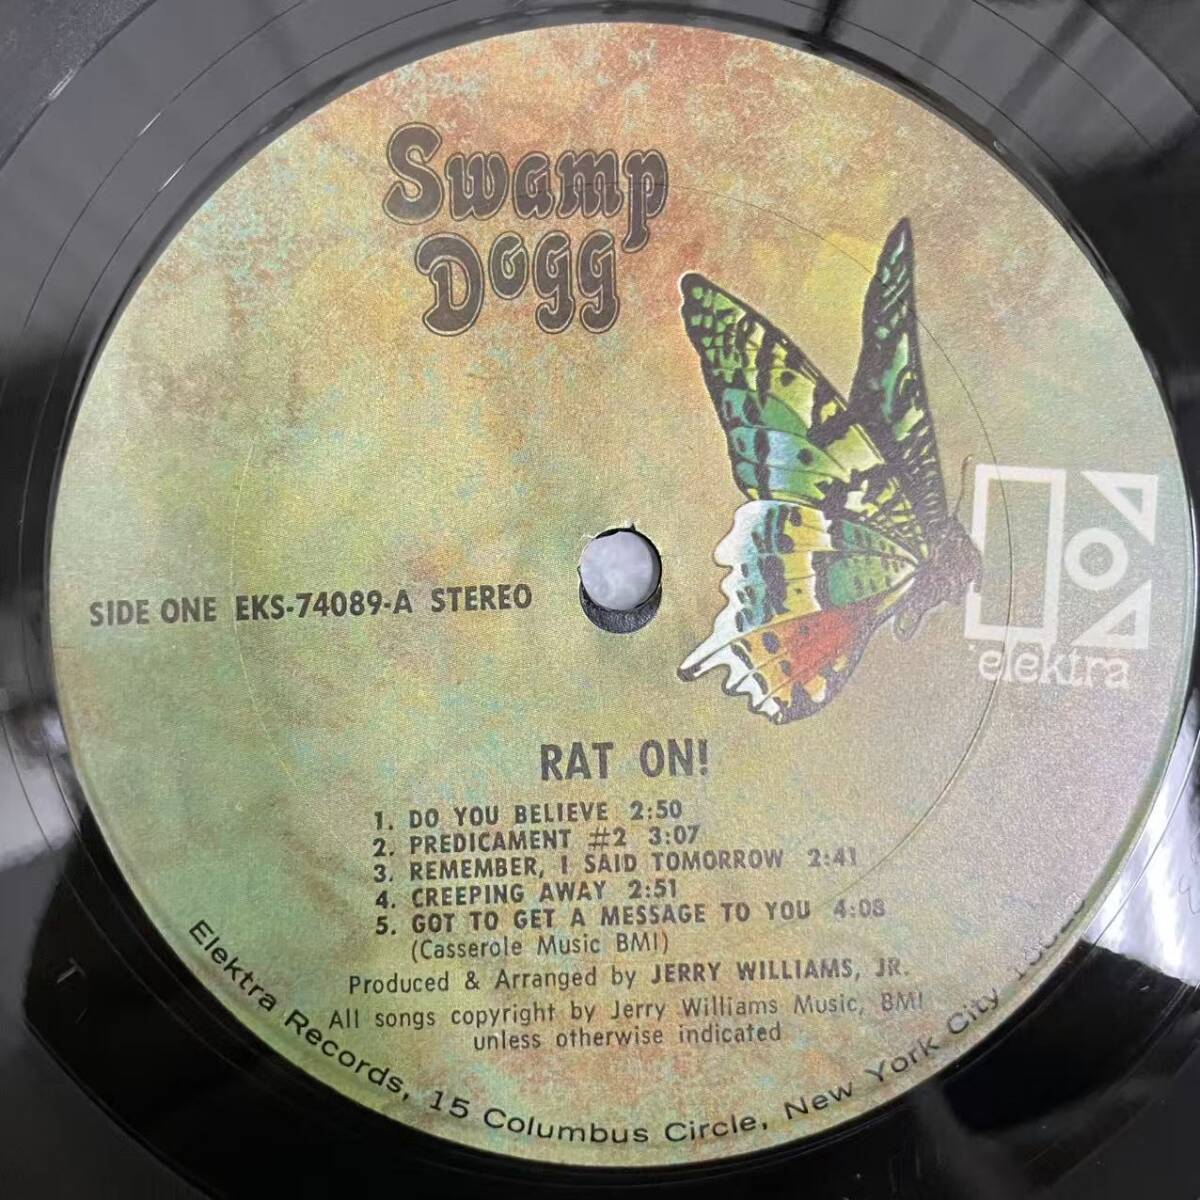 Swamp
Dogg
elektra
SIDE ONE EKS-74089-A STEREO
RAT ON!
1. DO YOU BELIEVE 2:50
2. PREDICAMENT #2 3:07
3. REMEMBER, I SAID TOMORROW 2:41
4. CREEPING AWAY 2:51
5. GOT TO GET A MESSAGE TO YOU 4:08
(Casserole Music BMI)
Produced & Arranged by JERRY WILLIAMS, JR.
All songs copyright by Jerry Williams Music, BMI
unless otherwise indicated
Elektra Records, 15 Columbus Circle, New York City